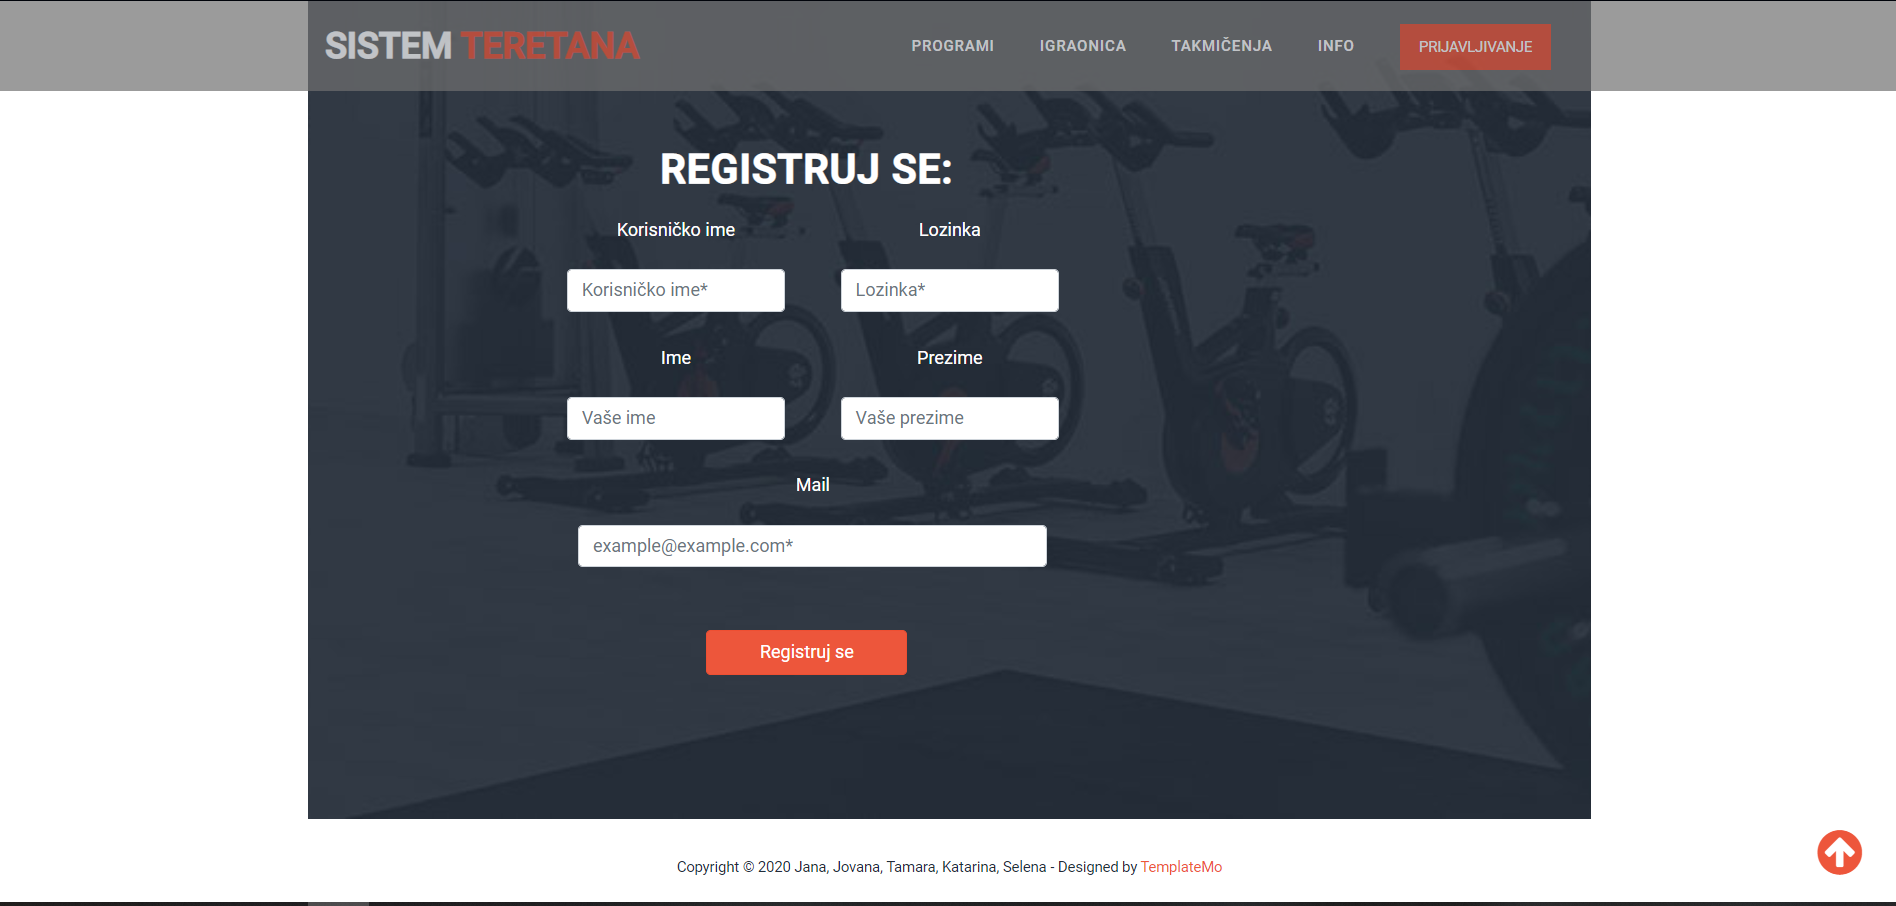 SISTEM TERETANA
PROGRAMI IGRAONICA TAKMIČENJA INFO PRIJAVLJIVANJE
REGISTRUJ SE:
Korisničko ime Lozinka
Korisničko ime* Lozinka*
Ime Prezime
Vaše ime Vaše prezime
Mail
example@example.com*
Registruj se
Copyright © 2020 Jana, Jovana, Tamara, Katarina, Selena - Designed by TemplateMo